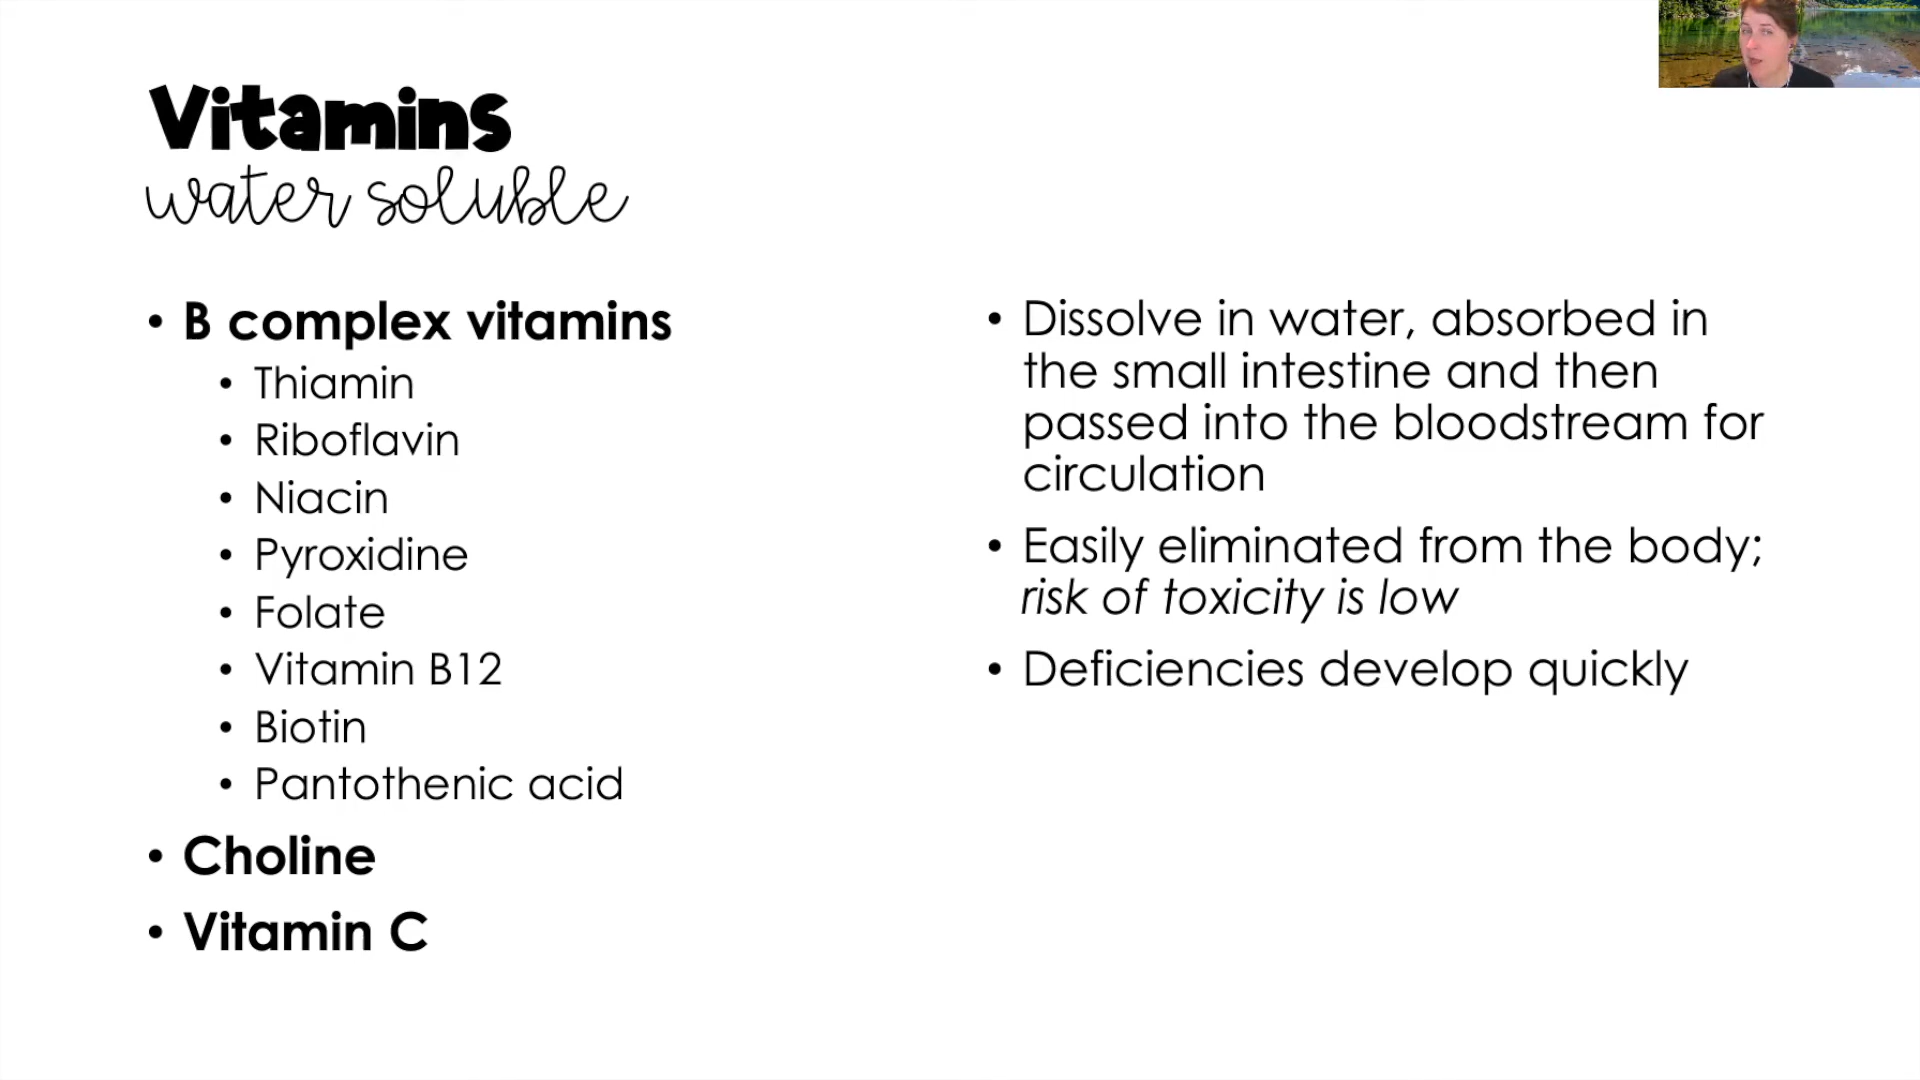 Vitamins
water soluble
• B complex vitamins
• Thiamin
• Riboflavin
• Niacin
• Pyroxidine
• Folate
• Vitamin B12
• Biotin
• Pantothenic acid
• Choline
• Vitamin C
• Dissolve in water, absorbed in
the small intestine and then
passed into the bloodstream for
circulation
• Easily eliminated from the body;
risk of toxicity is low
• Deficiencies develop quickly